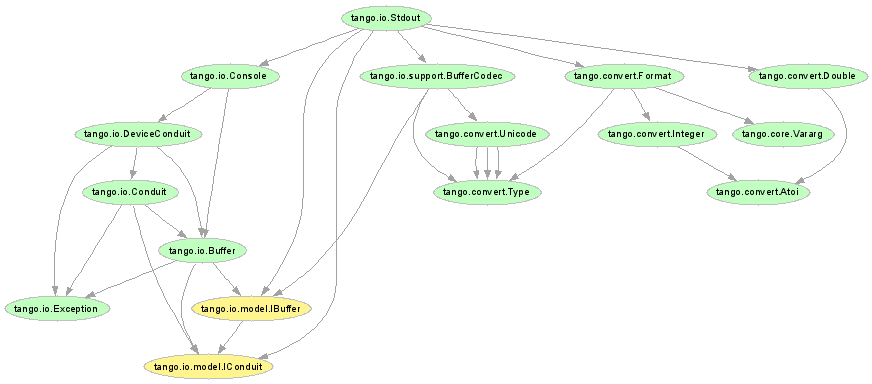 tango.io.Stdout
tango.io.Console
tango.io.support.BufferCodec
tango.convert.Format
tango.convert.Double
tango.io.DeviceConduit
tango.convert.Unicode
tango.convert.Integer
tango.core.Vararg
tango.io.Conduit
tango.convert.Type
tango.convert.Atoi
tango.io.Buffer
tango.io.Exception
tango.io.model.IBuffer
tango.io.model.IConduit